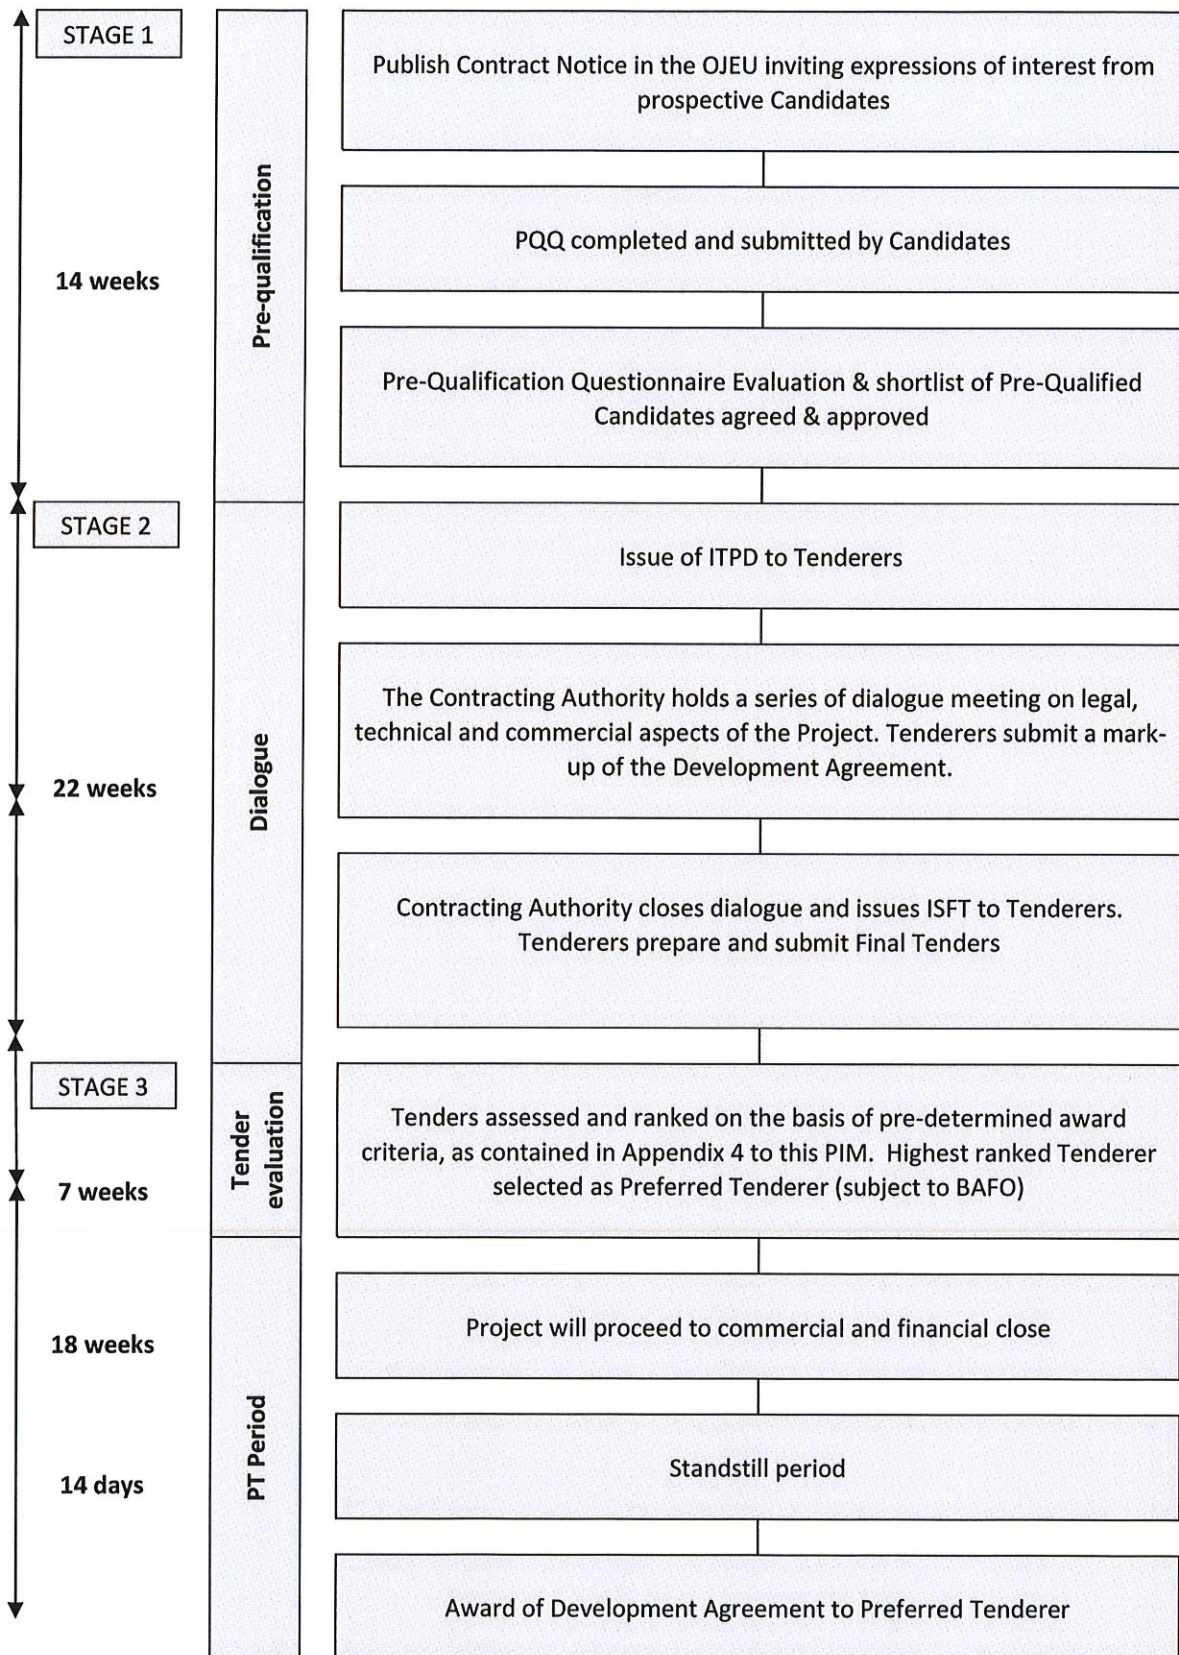 STAGE 1
Publish Contract Notice in the OJEU inviting expressions of interest from
prospective Candidates
Pre-qualification
14 weeks
PQQ completed and submitted by Candidates
Pre-Qualification Questionnaire Evaluation & shortlist of Pre-Qualified
Candidates agreed & approved
STAGE 2
Issue of ITPD to Tenderers
Dialogue
22 weeks
The Contracting Authority holds a series of dialogue meeting on legal,
technical and commercial aspects of the Project. Tenderers submit a mark-
up of the Development Agreement.
Contracting Authority closes dialogue and issues ISFT to Tenderers.
Tenderers prepare and submit Final Tenders
STAGE 3
Tender
evaluation
7 weeks
Tenders assessed and ranked on the basis of pre-determined award
criteria, as contained in Appendix 4 to this PIM. Highest ranked Tenderer
selected as Preferred Tenderer (subject to BAFO)
18 weeks
Project will proceed to commercial and financial close
PT Period
14 days
Standstill period
Award of Development Agreement to Preferred Tenderer